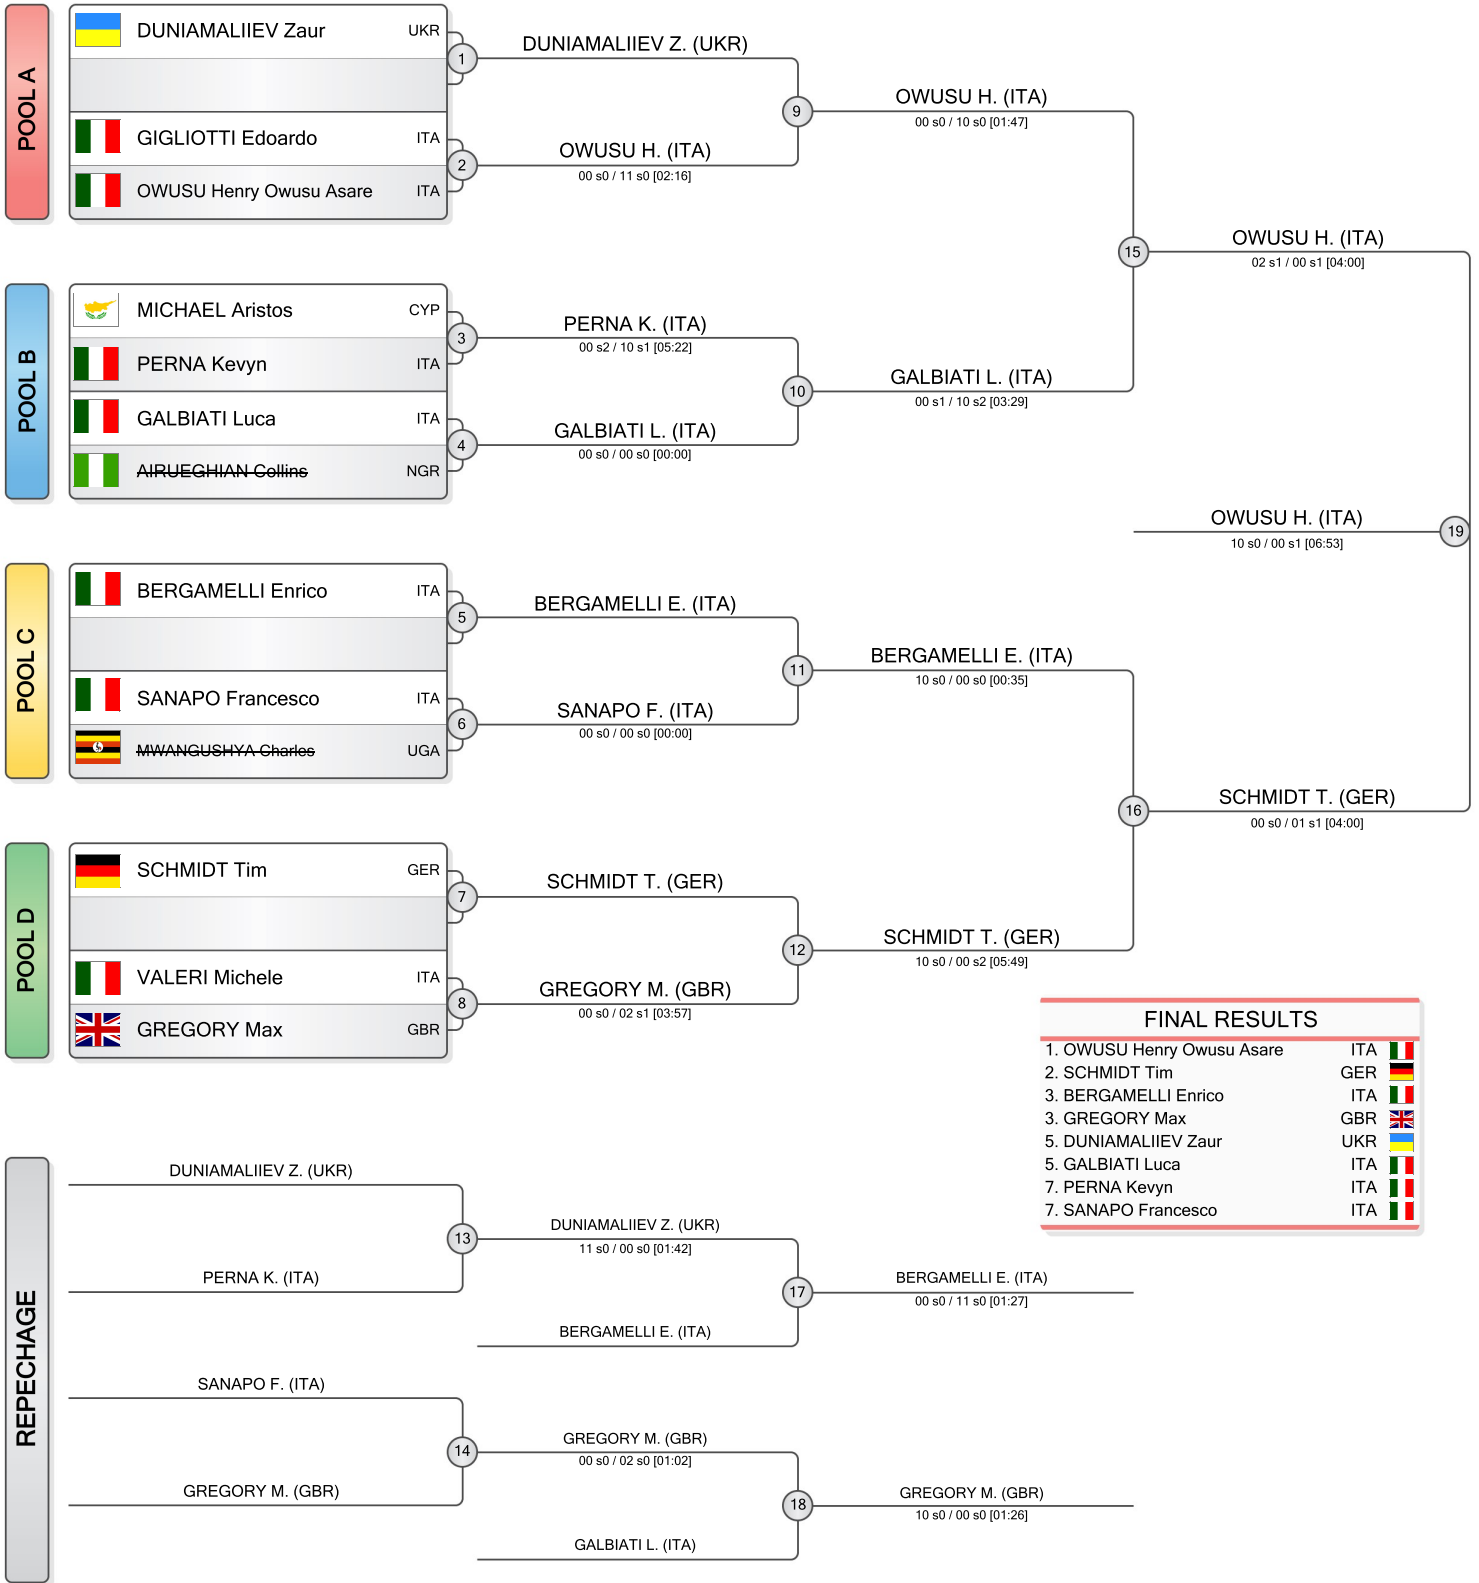 POOL A
DUNIAMALIIEV Zaur UKR
GIGLIOTTI Edoardo ITA
OWUSU Henry Owusu Asare ITA
1
DUNIAMALIIEV Z. (UKR)
2
OWUSU H. (ITA)
00 s0 / 11 s0 [02:16]
9
OWUSU H. (ITA)
00 s0 / 10 s0 [01:47]
POOL B
MICHAEL Aristos CYP
PERNA Kevyn ITA
GALBIATI Luca ITA
AIRUEGHIAN Collins NGR
3
PERNA K. (ITA)
00 s2 / 10 s1 [05:22]
4
GALBIATI L. (ITA)
00 s0 / 00 s0 [00:00]
10
GALBIATI L. (ITA)
00 s1 / 10 s2 [03:29]
15
OWUSU H. (ITA)
02 s1 / 00 s1 [04:00]
OWUSU H. (ITA)
10 s0 / 00 s1 [06:53]
19
POOL C
BERGAMELLI Enrico ITA
SANAPO Francesco ITA
MWANGUSHYA Charles UGA
5
BERGAMELLI E. (ITA)
6
SANAPO F. (ITA)
00 s0 / 00 s0 [00:00]
11
BERGAMELLI E. (ITA)
10 s0 / 00 s0 [00:35]
16
SCHMIDT T. (GER)
00 s0 / 01 s1 [04:00]
POOL D
SCHMIDT Tim GER
VALERI Michele ITA
GREGORY Max GBR
7
SCHMIDT T. (GER)
8
GREGORY M. (GBR)
00 s0 / 02 s1 [03:57]
12
SCHMIDT T. (GER)
10 s0 / 00 s2 [05:49]
FINAL RESULTS
1. OWUSU Henry Owusu Asare ITA
2. SCHMIDT Tim GER
3. BERGAMELLI Enrico ITA
3. GREGORY Max GBR
5. DUNIAMALIIEV Zaur UKR
5. GALBIATI Luca ITA
7. PERNA Kevyn ITA
7. SANAPO Francesco ITA
REPECHAGE
DUNIAMALIIEV Z. (UKR)
PERNA K. (ITA)
13
DUNIAMALIIEV Z. (UKR)
11 s0 / 00 s0 [01:42]
BERGAMELLI E. (ITA)
17
BERGAMELLI E. (ITA)
00 s0 / 11 s0 [01:27]
SANAPO F. (ITA)
GREGORY M. (GBR)
14
GREGORY M. (GBR)
00 s0 / 02 s0 [01:02]
GALBIATI L. (ITA)
18
GREGORY M. (GBR)
10 s0 / 00 s0 [01:26]